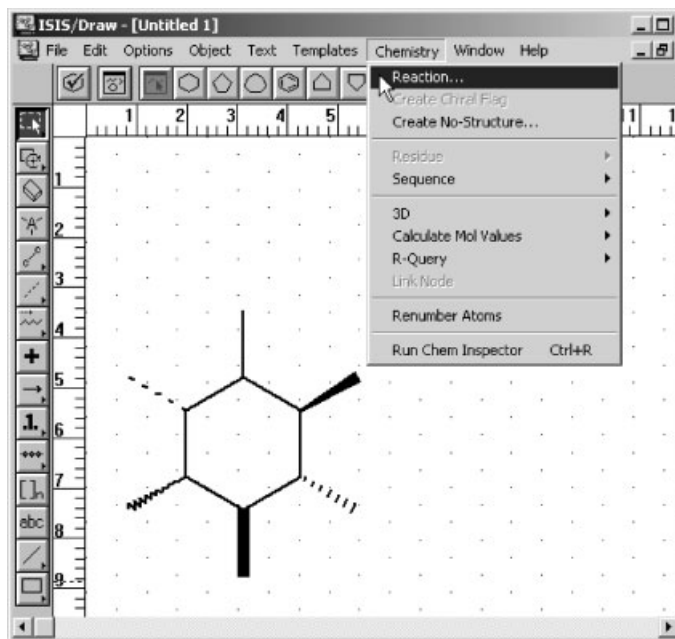 ISIS/Draw - [Untitled 1]
File Edit Options Object Text Templates Chemistry Window Help
Reaction...
Create Chiral Flag
Create No-Structure...
Residue
Sequence
3D
Calculate Mol Values
R-Query
Link Node
Renumber Atoms
Run Chem Inspector Ctrl+R
1 2 3 4 5 11 1
1
2
3
4
5
6
7
8
9
A
1.
[ ]n
abc